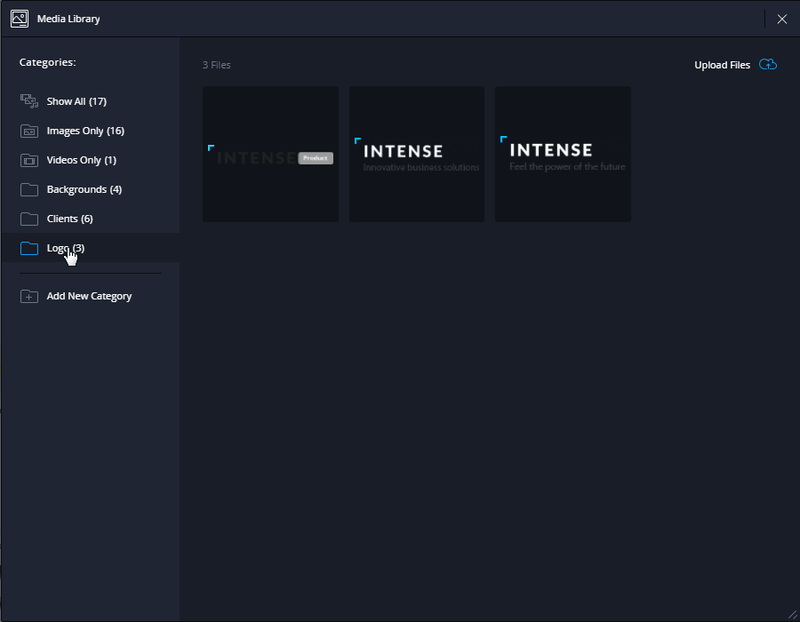 Media Library
Categories:
Show All (17)
Images Only (16)
Videos Only (1)
Backgrounds (4)
Clients (6)
Logo (3)
Add New Category
3 Files
Upload Files
INTENSE Product
INTENSE
Innovative business solutions
INTENSE
Feel the power of the future